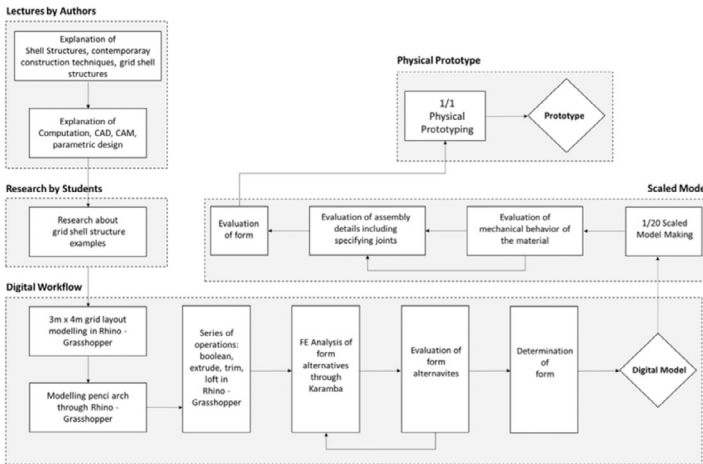 Lectures by Authors
Explanation of
Shell Structures, contemporaray
construction techniques, grid shell
structures
Explanation of
Computation, CAD, CAM,
parametric design
Research by Students
Research about
grid shell structure
examples
Digital Workflow
3m x 4m grid layout
modelling in Rhino -
Grasshopper
Modelling penci arch
through Rhino -
Grasshopper
Series of
operations:
boolean,
extrude, trim,
loft in
Rhino -
Grasshopper
FE Analysis of
form
alternatives
through
Karamba
Evaluation of
form
alternavites
Determination
of
form
Digital Model
Scaled Mode
1/20 Scaled
Model Making
Evaluation of
mechanical behavior of
the material
Evaluation of assembly
details including
specifying joints
Evaluation
of form
Physical Prototype
1/1
Physical
Prototyping
Prototype